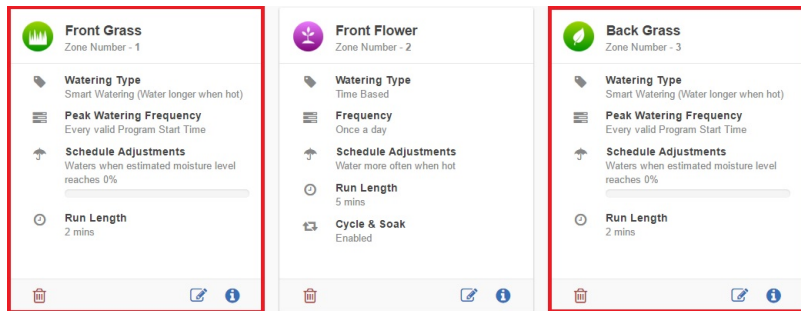 Front Grass
Zone Number - 1
Watering Type
Smart Watering (Water longer when hot)
Peak Watering Frequency
Every valid Program Start Time
Schedule Adjustments
Waters when estimated moisture level
reaches 0%
Run Length
2 mins
Front Flower
Zone Number - 2
Watering Type
Time Based
Frequency
Once a day
Schedule Adjustments
Water more often when hot
Run Length
5 mins
Cycle & Soak
Enabled
Back Grass
Zone Number - 3
Watering Type
Smart Watering (Water longer when hot)
Peak Watering Frequency
Every valid Program Start Time
Schedule Adjustments
Waters when estimated moisture level
reaches 0%
Run Length
2 mins